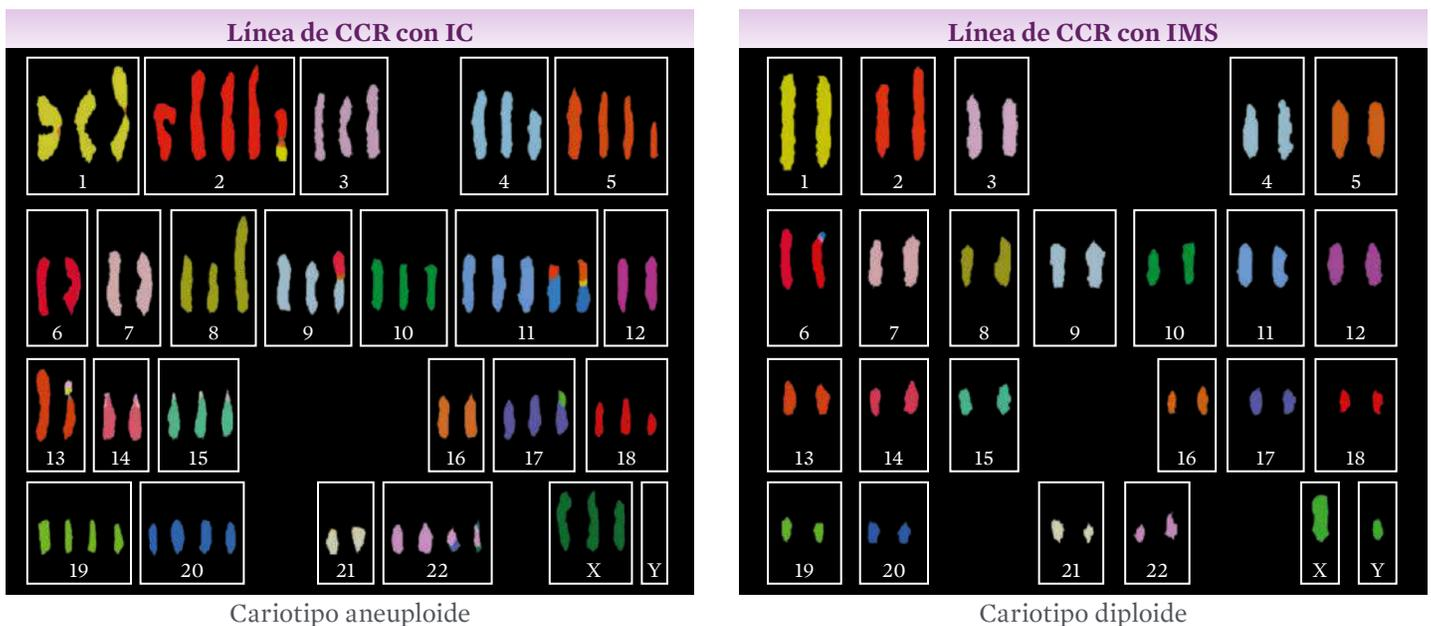 Línea de CCR con IC
1 2 3 4 5
6 7 8 9 10 11 12
13 14 15 16 17 18
19 20 21 22 X Y
Cariotipo aneuploide
Línea de CCR con IMS
1 2 3 4 5
6 7 8 9 10 11 12
13 14 15 16 17 18
19 20 21 22 X Y
Cariotipo diploide